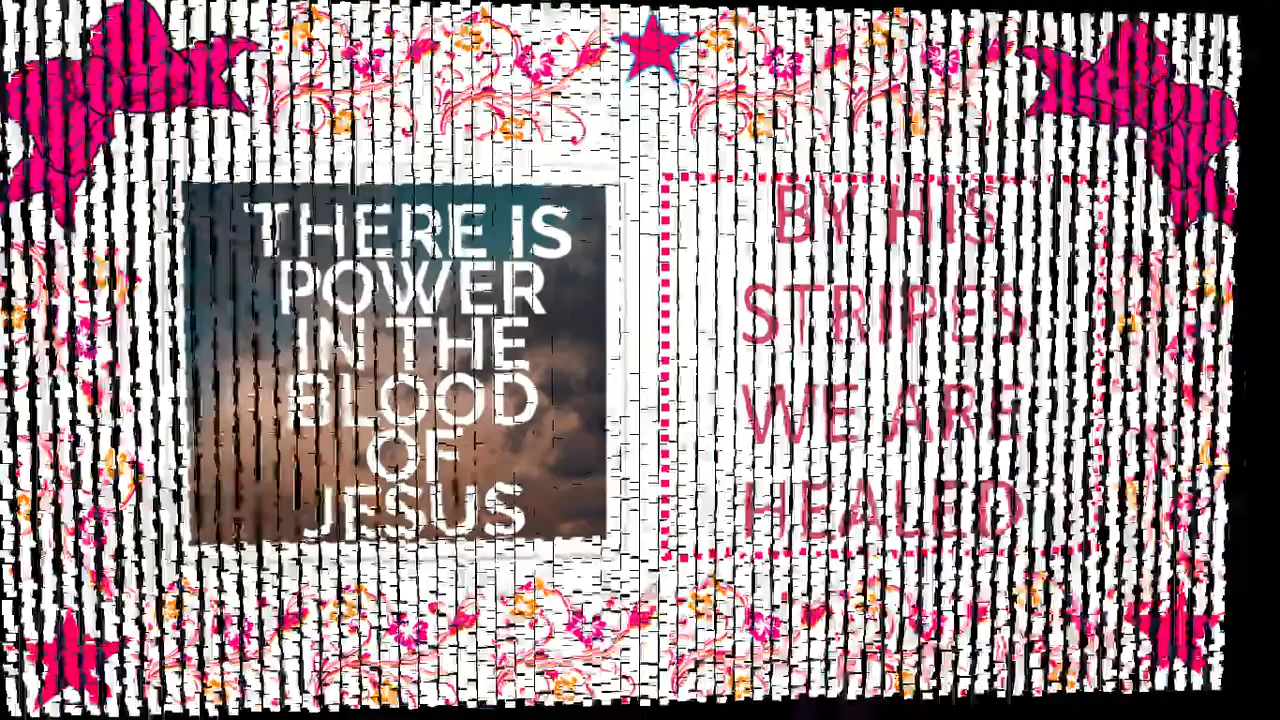 THERE IS
POWER
IN THE
BLOOD
OF
JESUS
BY HIS
STRIPES
WE ARE
HEALED